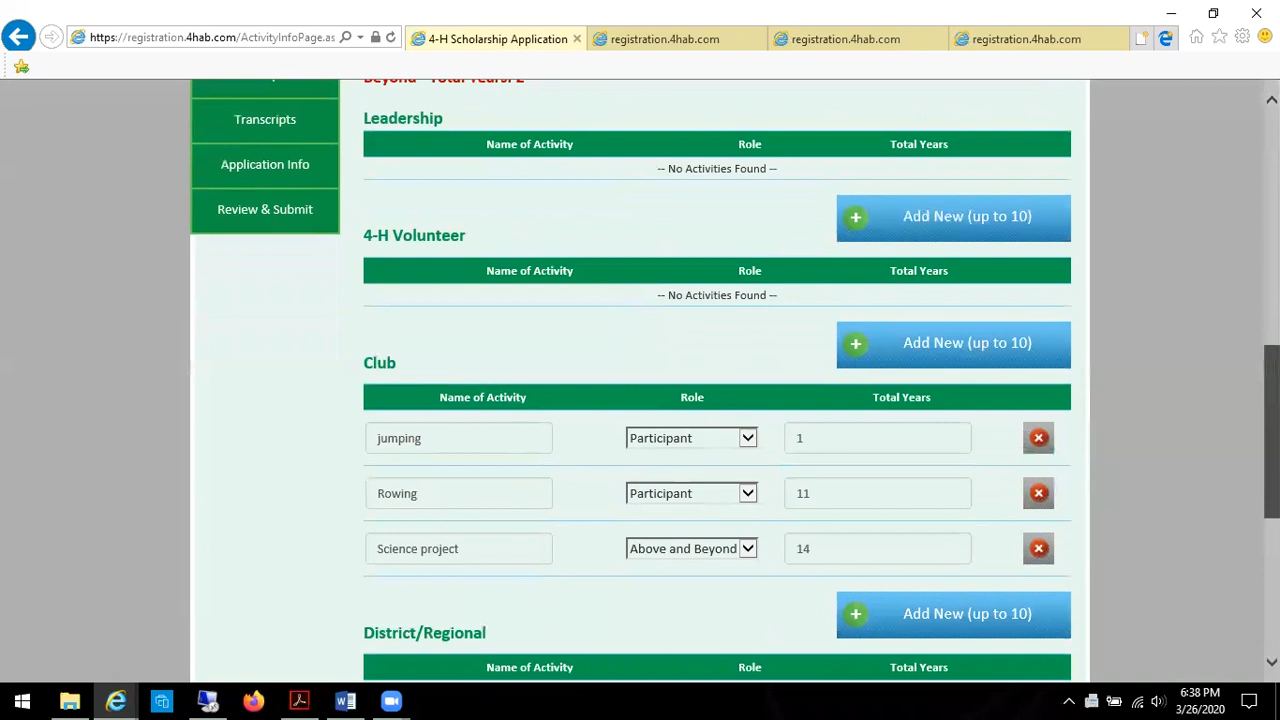 https://registration.4hab.com/ActivityInfoPage.as
4-H Scholarship Application
registration.4hab.com
registration.4hab.com
registration.4hab.com
Beyond - Total Years: 2
Transcripts
Application Info
Review & Submit
Leadership
Name of Activity Role Total Years
-- No Activities Found --
Add New (up to 10)
4-H Volunteer
Name of Activity Role Total Years
-- No Activities Found --
Add New (up to 10)
Club
Name of Activity Role Total Years
jumping Participant 1
Rowing Participant 11
Science project Above and Beyond 14
Add New (up to 10)
District/Regional
Name of Activity Role Total Years
6:38 PM
3/26/2020